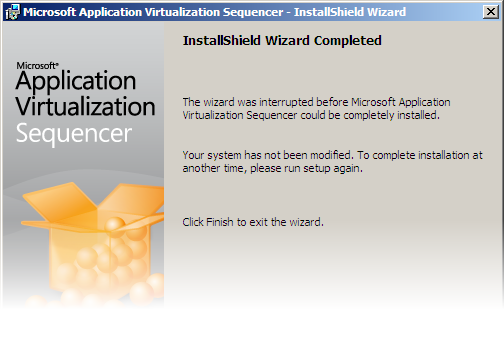 Microsoft Application Virtualization Sequencer - InstallShield Wizard
InstallShield Wizard Completed
Microsoft®
Application
Virtualization
Sequencer
The wizard was interrupted before Microsoft Application
Virtualization Sequencer could be completely installed.
Your system has not been modified. To complete installation at
another time, please run setup again.
Click Finish to exit the wizard.